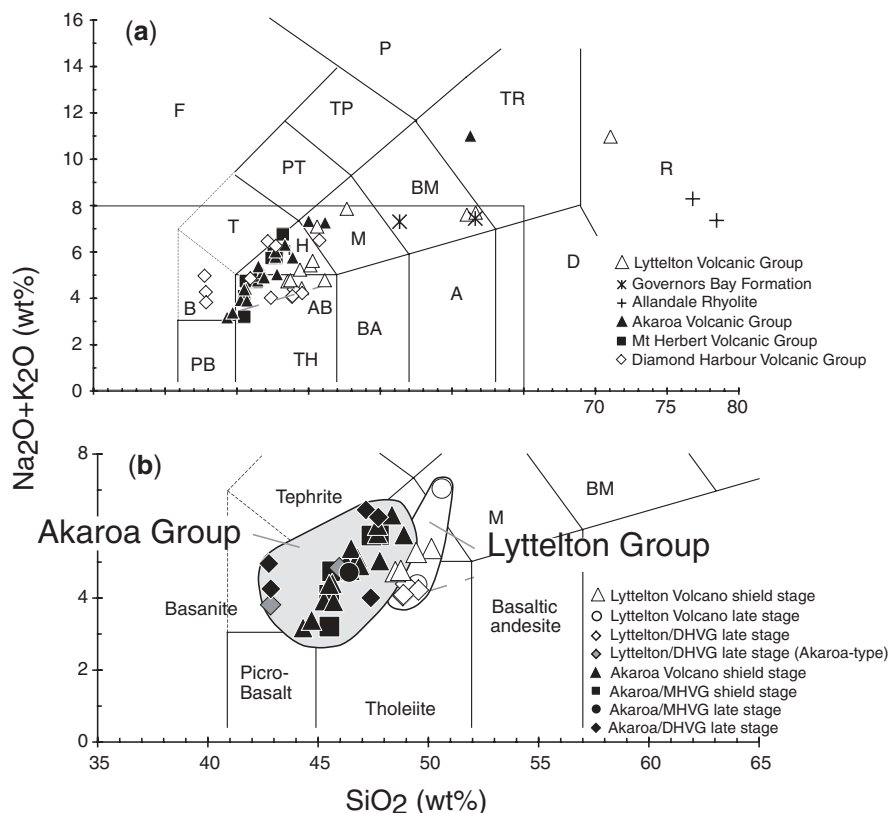 (a)
P
F
TP
TR
PT
R
BM
T
H
M
B
AB
A
D
BA
PB
TH
Lyttelton Volcanic Group
Governors Bay Formation
Allandale Rhyolite
Akaroa Volcanic Group
Mt Herbert Volcanic Group
Diamond Harbour Volcanic Group
16
14
12
10
8
6
4
2
0
70
75
80
Na2O+K2O (wt%)
(b)
Tephrite
BM
M
Akaroa Group
Lyttelton Group
Basanite
Basaltic
andesite
Picro-
Basalt
Tholeiite
Lyttelton Volcano shield stage
Lyttelton Volcano late stage
Lyttelton/DHVG late stage
Lyttelton/DHVG late stage (Akaroa-type)
Akaroa Volcano shield stage
Akaroa/MHVG shield stage
Akaroa/MHVG late stage
Akaroa/DHVG late stage
8
6
4
2
0
35
40
45
50
55
60
65
SiO2 (wt%)